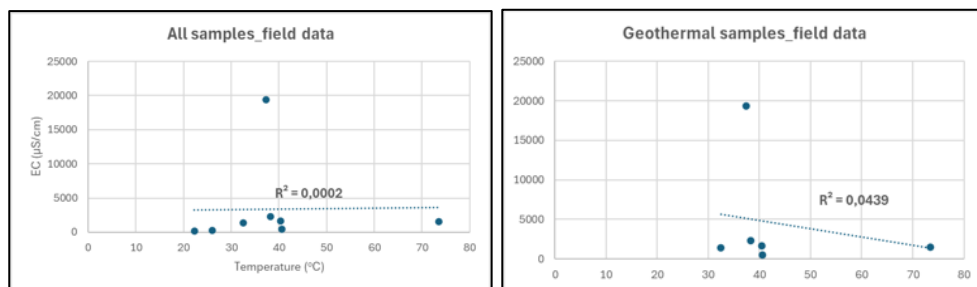 All samples_field data
25000
20000
15000
10000
5000
0
EC (µS/cm)
R² = 0,0002
0 10 20 30 40 50 60 70 80
Temperature (°C)
Geothermal samples_field data
25000
20000
15000
10000
5000
0
R² = 0,0439
0 10 20 30 40 50 60 70 80